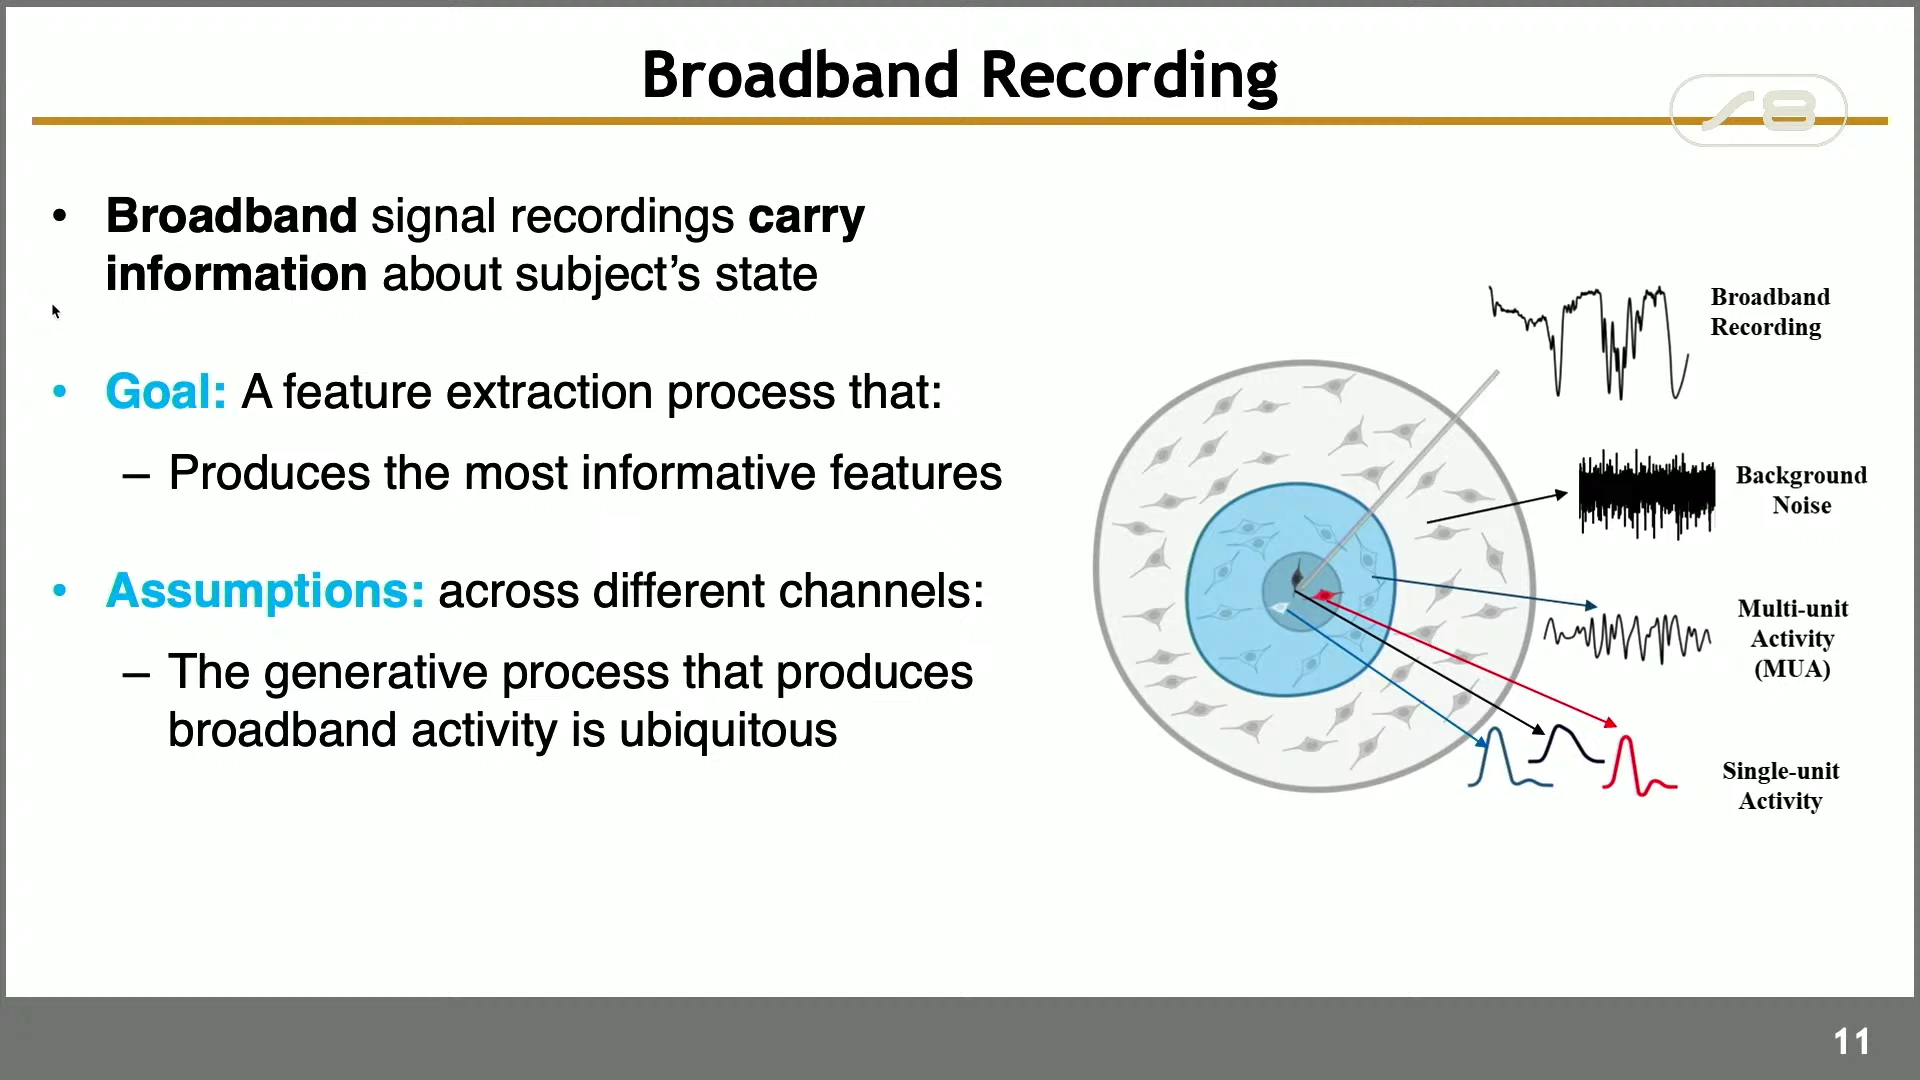 Broadband Recording
• Broadband signal recordings carry
information about subject’s state
• Goal: A feature extraction process that:
– Produces the most informative features
• Assumptions: across different channels:
– The generative process that produces
broadband activity is ubiquitous
Broadband
Recording
Background
Noise
Multi-unit
Activity
(MUA)
Single-unit
Activity
11